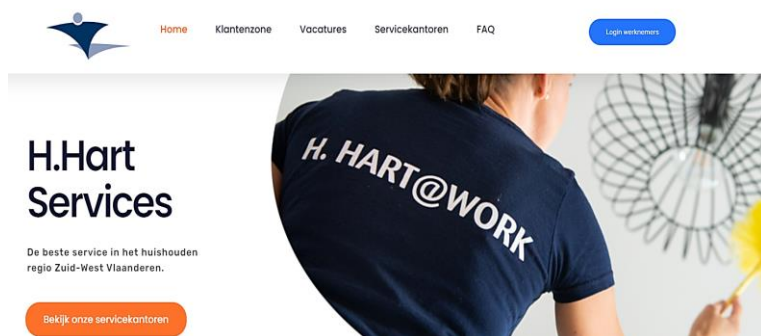 Home Klantenzone Vacatures Servicekantoren FAQ Login werknemers
H.Hart
Services
H. HART@WORK
De beste service in het huishouden
regio Zuid-West Vlaanderen.
Bekijk onze servicekantoren